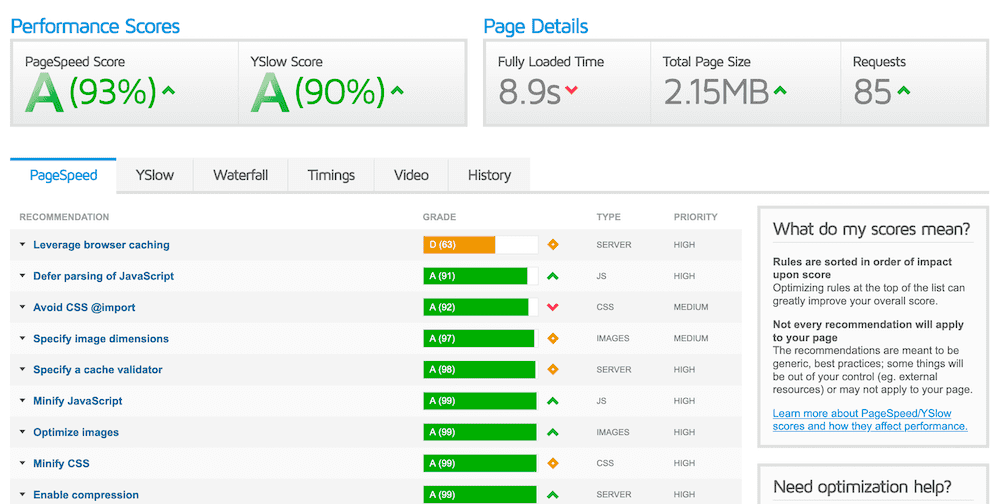 Performance Scores
Page Details
PageSpeed Score
YSlow Score
Fully Loaded Time
Total Page Size
Requests
A (93%)
A (90%)
8.9s
2.15MB
85
PageSpeed
YSlow
Waterfall
Timings
Video
History
RECOMMENDATION
GRADE
TYPE
PRIORITY
Leverage browser caching
D (63)
SERVER
HIGH
Defer parsing of JavaScript
A (91)
JS
HIGH
Avoid CSS @import
A (92)
CSS
MEDIUM
Specify image dimensions
A (97)
IMAGES
MEDIUM
Specify a cache validator
A (98)
SERVER
HIGH
Minify JavaScript
A (99)
JS
HIGH
Optimize images
A (99)
IMAGES
HIGH
Minify CSS
A (99)
CSS
HIGH
Enable compression
A (99)
SERVER
HIGH
What do my scores mean?
Rules are sorted in order of impact
upon score
Optimizing rules at the top of the list can
greatly improve your overall score.
Not every recommendation will apply
to your page
The recommendations are meant to be
generic, best practices; some things will
be out of your control (eg. external
resources) or may not apply to your page.
Learn more about PageSpeed/YSlow
scores and how they affect performance.
Need optimization help?